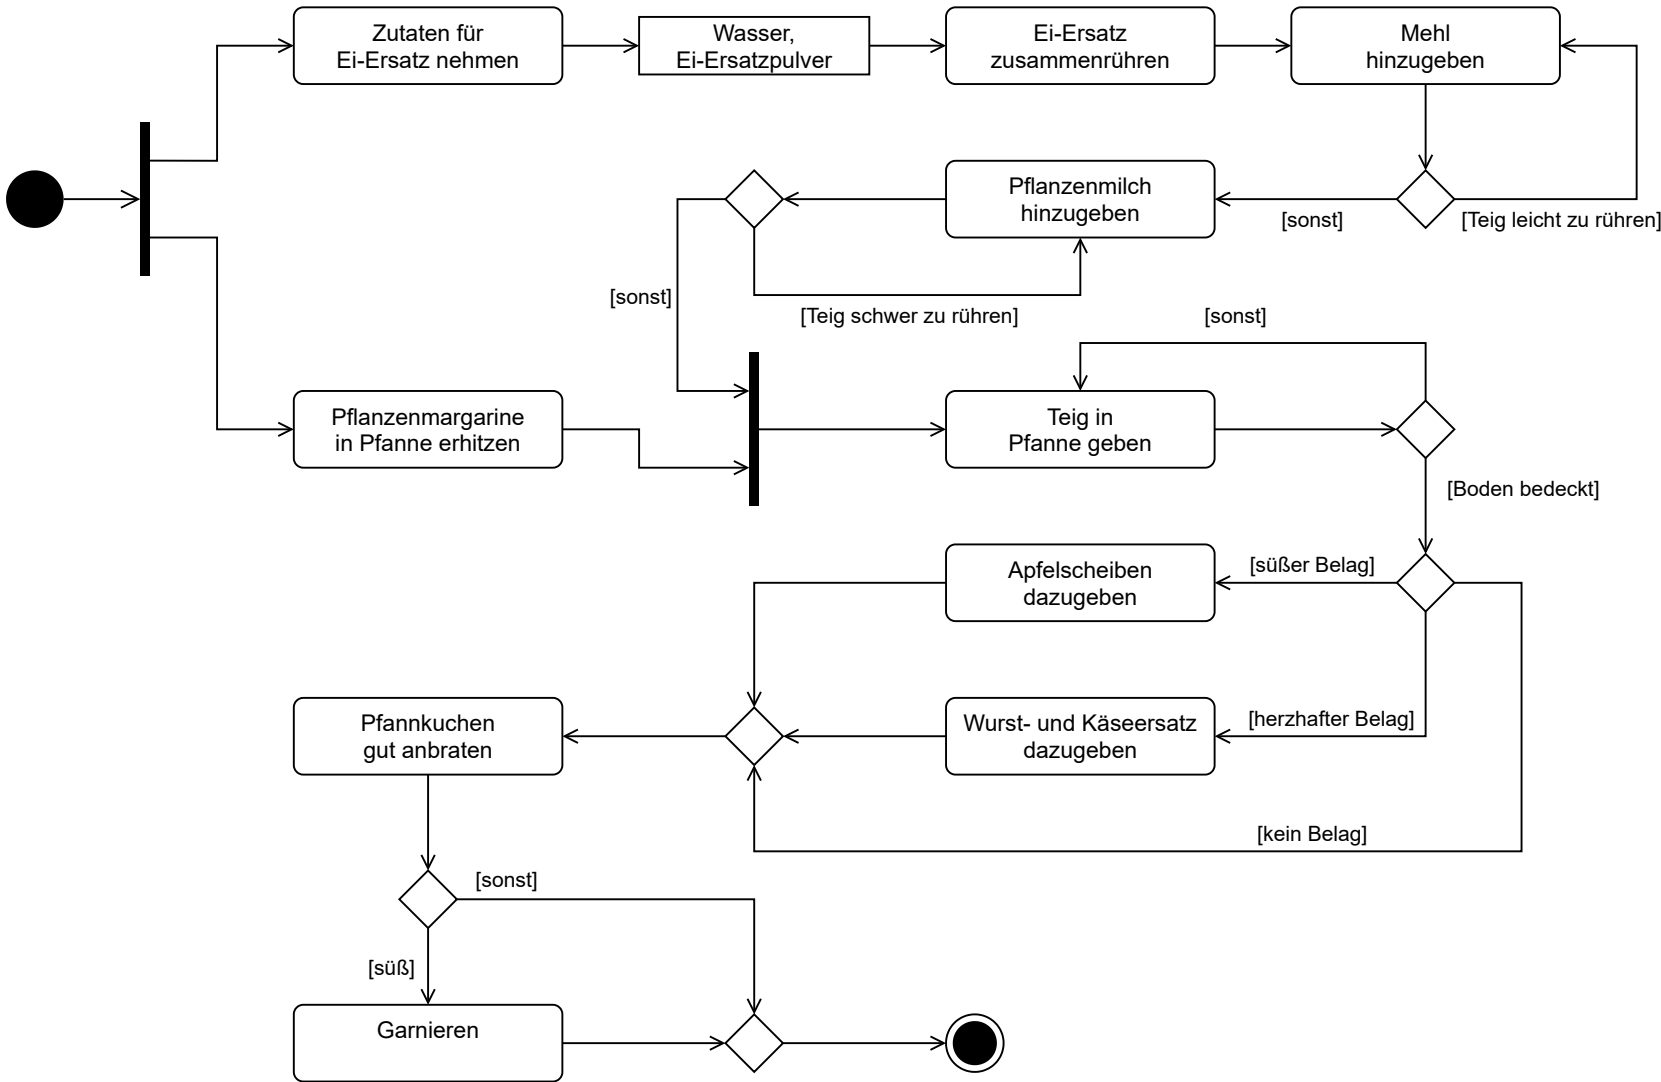 Zutaten für
Ei-Ersatz nehmen
Wasser,
Ei-Ersatzpulver
Ei-Ersatz
zusammenrühren
Mehl
hinzugeben
Pflanzenmilch
hinzugeben
[sonst]
[Teig leicht zu rühren]
[sonst]
[Teig schwer zu rühren]
[sonst]
Pflanzenmargarine
in Pfanne erhitzen
Teig in
Pfanne geben
[Boden bedeckt]
Apfelscheiben
dazugeben
[süßer Belag]
Pfannkuchen
gut anbraten
Wurst- und Käseersatz
dazugeben
[herzhafter Belag]
[kein Belag]
[sonst]
[süß]
Garnieren